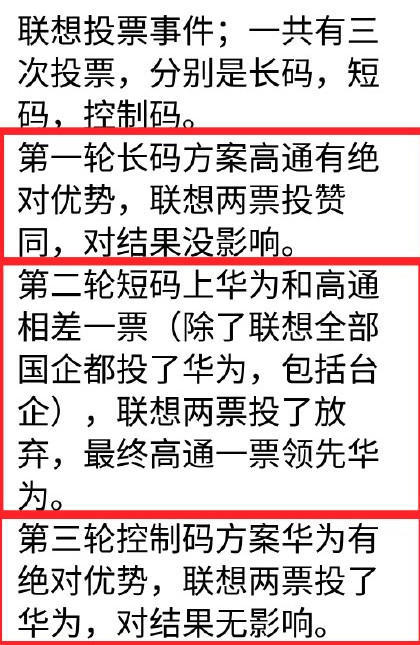 联想投票事件；一共有三
次投票，分别是长码，短
码，控制码。
第一轮长码方案高通有绝
对优势，联想两票投赞
同，对结果没影响。
第二轮短码上华为和高通
相差一票（除了联想全部
国企都投了华为，包括台
企），联想两票投了放
弃，最终高通一票领先华
为。
第三轮控制码方案华为有
绝对优势，联想两票投了
华为，对结果无影响。